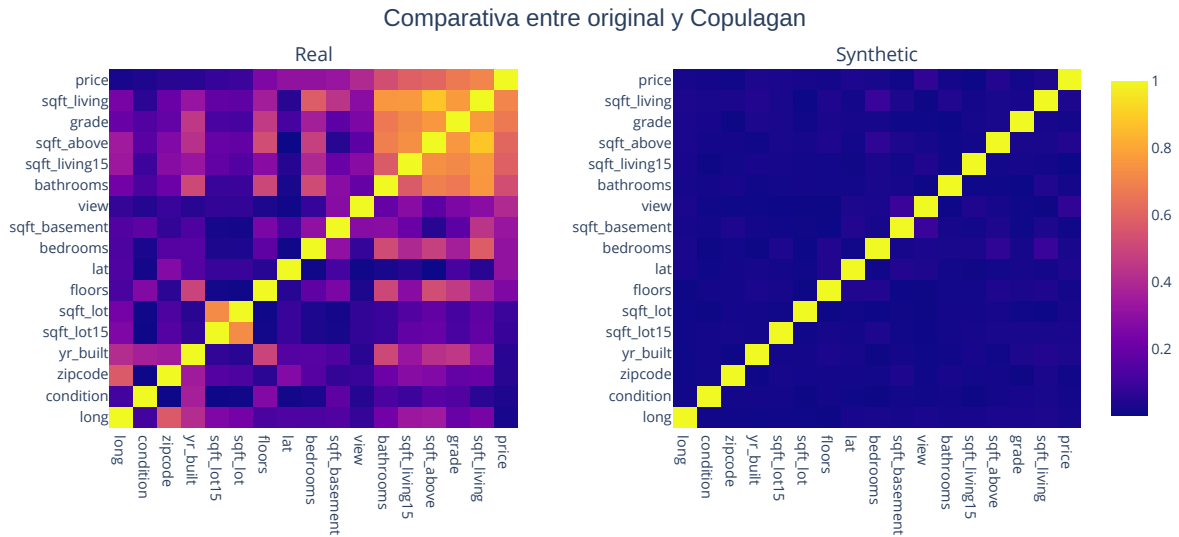 Comparativa entre original y Copulagan
Real
Synthetic
price
sqft_living
grade
sqft_above
sqft_living15
bathrooms
view
sqft_basement
bedrooms
lat
floors
sqft_lot
sqft_lot15
yr_built
zipcode
condition
long
long
condition
zipcode
yr_built
sqft_lot15
sqft_lot
floors
lat
bedrooms
sqft_basement
view
bathrooms
sqft_living15
sqft_above
grade
sqft_living
price
price
sqft_living
grade
sqft_above
sqft_living15
bathrooms
view
sqft_basement
bedrooms
lat
floors
sqft_lot
sqft_lot15
yr_built
zipcode
condition
long
long
condition
zipcode
yr_built
sqft_lot15
sqft_lot
floors
lat
bedrooms
sqft_basement
view
bathrooms
sqft_living15
sqft_above
grade
sqft_living
price
1
0.8
0.6
0.4
0.2